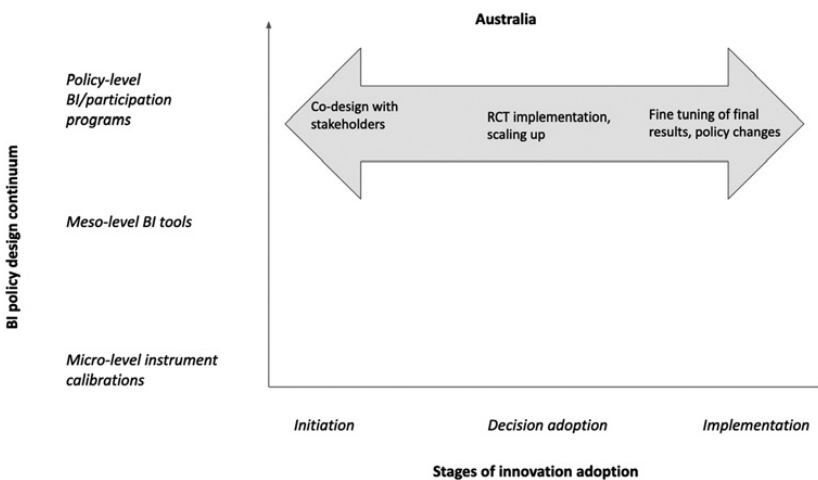 Australia
Policy-level
BI/participation
programs
Co-design with
stakeholders
RCT implementation,
scaling up
Fine tuning of final
results, policy changes
BI policy design continuum
Meso-level BI tools
Micro-level instrument
calibrations
Initiation
Decision adoption
Implementation
Stages of innovation adoption